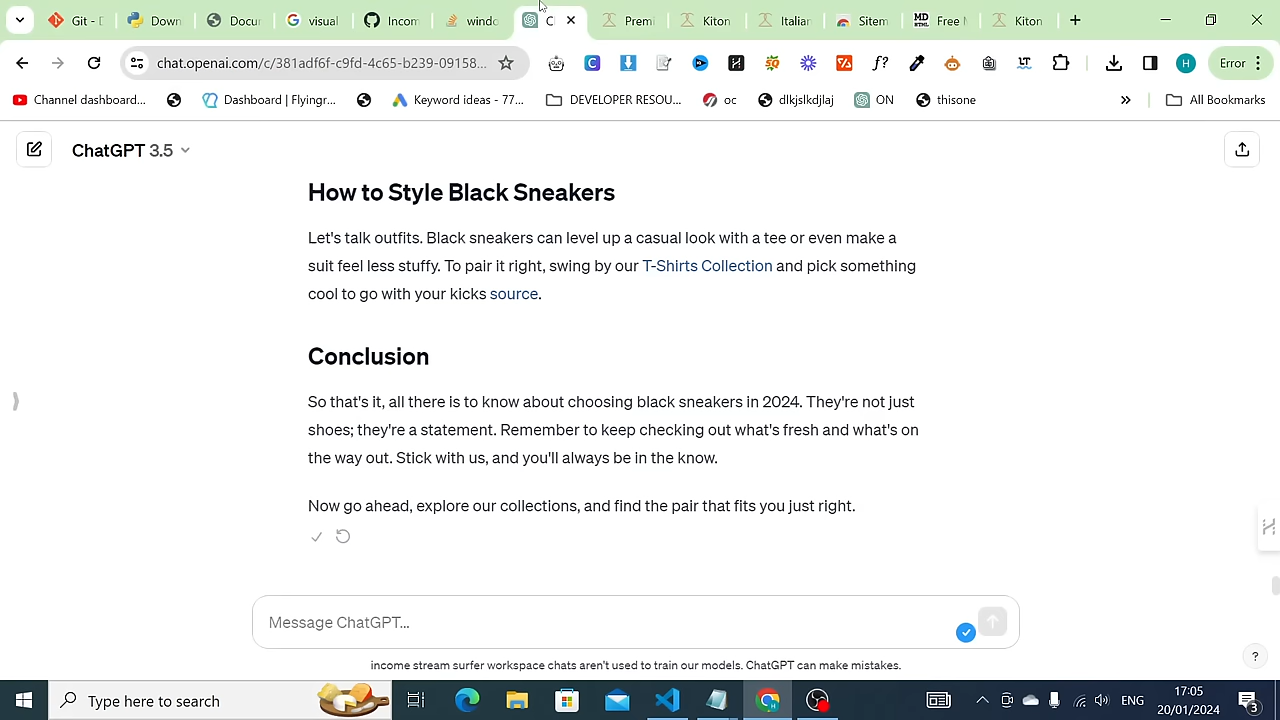 Git - D
Down
Docur
visual
Incom
windo
C
Premi
Kiton
Italian
Sitem
Free M
Kiton
chat.openai.com/c/381adf6f-c9fd-4c65-b239-09158...
Error
Channel dashboard...
Dashboard | Flyingr...
Keyword ideas - 77...
DEVELOPER RESOU...
oc
dlkjslkdjlaj
ON
thisone
All Bookmarks
ChatGPT 3.5
How to Style Black Sneakers
Let's talk outfits. Black sneakers can level up a casual look with a tee or even make a
suit feel less stuffy. To pair it right, swing by our T-Shirts Collection and pick something
cool to go with your kicks source.
Conclusion
So that's it, all there is to know about choosing black sneakers in 2024. They're not just
shoes; they're a statement. Remember to keep checking out what's fresh and what's on
the way out. Stick with us, and you'll always be in the know.
Now go ahead, explore our collections, and find the pair that fits you just right.
Message ChatGPT...
income stream surfer workspace chats aren't used to train our models. ChatGPT can make mistakes.
?
Type here to search
ENG
17:05
20/01/2024
3